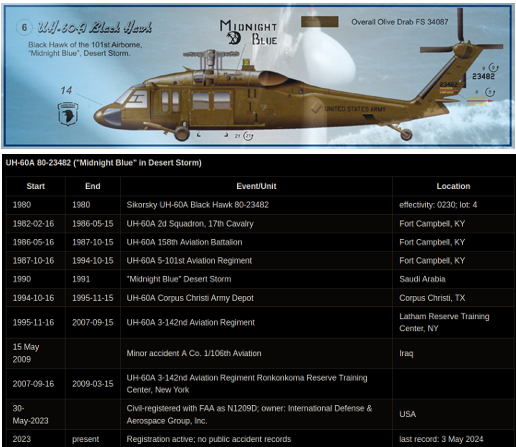 6 UH-60A Black Hawk
MIDNIGHT
BLUE
Overall Olive Drab FS 34087
Black Hawk of the 101st Airborne,
"Midnight Blue", Desert Storm.
14
23482
UNITED STATES ARMY
21
UH-60A 80-23482 ("Midnight Blue" in Desert Storm)
Start End Event/Unit Location
1980 1980 Sikorsky UH-60A Black Hawk 80-23482 effectivity: 0230; lot: 4
1982-02-16 1986-05-15 UH-60A 2d Squadron, 17th Cavalry Fort Campbell, KY
1986-05-16 1987-10-15 UH-60A 158th Aviation Battalion Fort Campbell, KY
1987-10-16 1994-10-15 UH-60A 5-101st Aviation Regiment Fort Campbell, KY
1990 1991 "Midnight Blue" Desert Storm Saudi Arabia
1994-10-16 1995-11-15 UH-60A Corpus Christi Army Depot Corpus Christi, TX
1995-11-16 2007-09-15 UH-60A 3-142nd Aviation Regiment Latham Reserve Training
Center, NY
15 May
2009 Minor accident A Co. 1/106th Aviation Iraq
2007-09-16 2009-03-15 UH-60A 3-142nd Aviation Regiment Ronkonkoma Reserve Training
Center, New York
30-
May-2023 Civil-registered with FAA as N1209D; owner: International Defense &
Aerospace Group, Inc. USA
2023 present Registration active; no public accident records last record: 3 May 2024